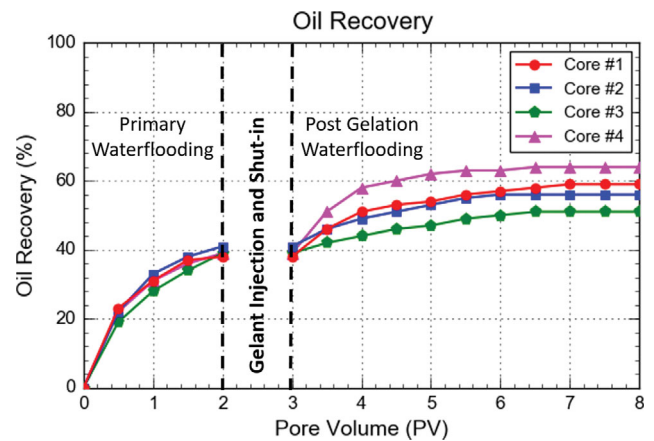 Oil Recovery
100
80
60
40
20
0
Oil Recovery (%)
Primary
Waterflooding
Gelant Injection and Shut-in
Post Gelation
Waterflooding
Core #1
Core #2
Core #3
Core #4
0 1 2 3 4 5 6 7 8
Pore Volume (PV)